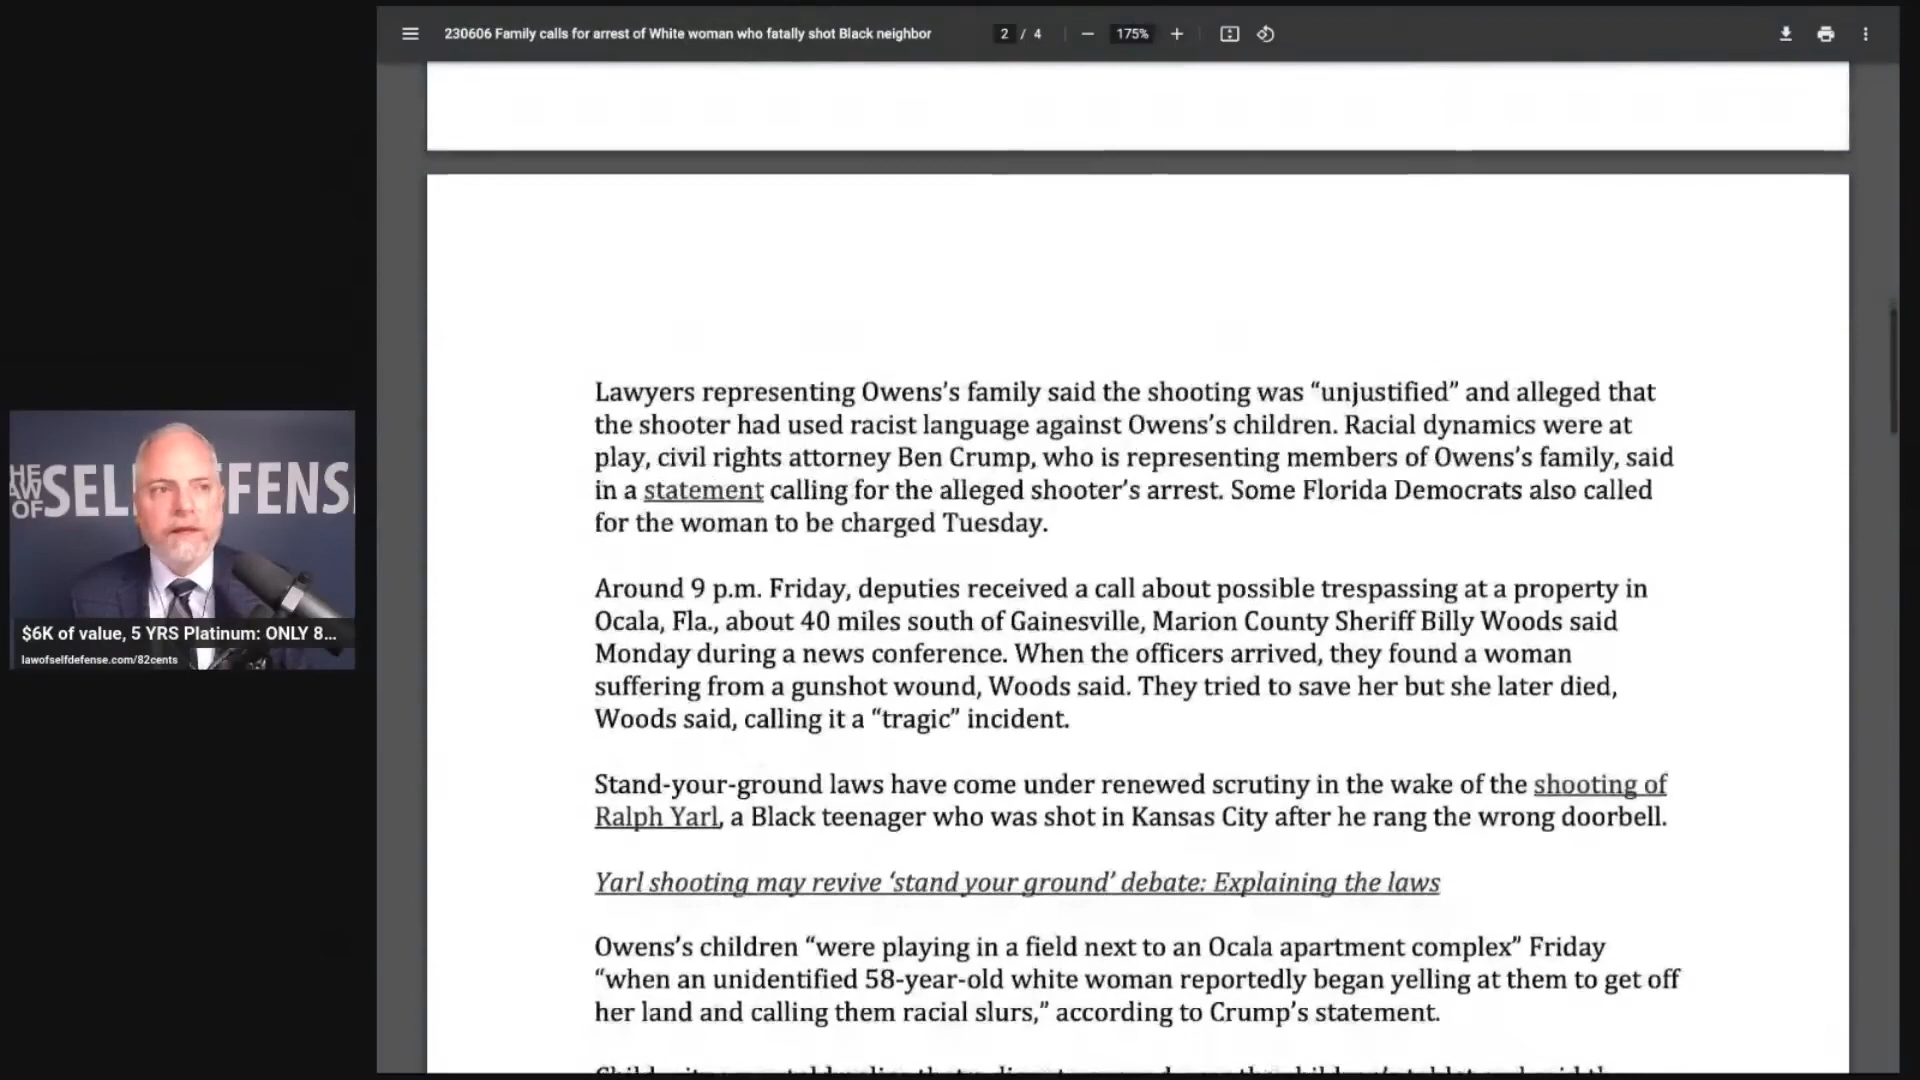 230606 Family calls for arrest of White woman who fatally shot Black neighbor
2 / 4
175%
THE
LAW
OF
SEL
FENS
$6K of value, 5 YRS Platinum: ONLY 8...
lawofselfdefense.com/82cents
Lawyers representing Owens’s family said the shooting was “unjustified” and alleged that
the shooter had used racist language against Owens’s children. Racial dynamics were at
play, civil rights attorney Ben Crump, who is representing members of Owens’s family, said
in a statement calling for the alleged shooter’s arrest. Some Florida Democrats also called
for the woman to be charged Tuesday.
Around 9 p.m. Friday, deputies received a call about possible trespassing at a property in
Ocala, Fla., about 40 miles south of Gainesville, Marion County Sheriff Billy Woods said
Monday during a news conference. When the officers arrived, they found a woman
suffering from a gunshot wound, Woods said. They tried to save her but she later died,
Woods said, calling it a “tragic” incident.
Stand-your-ground laws have come under renewed scrutiny in the wake of the shooting of
Ralph Yarl, a Black teenager who was shot in Kansas City after he rang the wrong doorbell.
Yarl shooting may revive ‘stand your ground’ debate: Explaining the laws
Owens’s children “were playing in a field next to an Ocala apartment complex” Friday
“when an unidentified 58-year-old white woman reportedly began yelling at them to get off
her land and calling them racial slurs,” according to Crump’s statement.